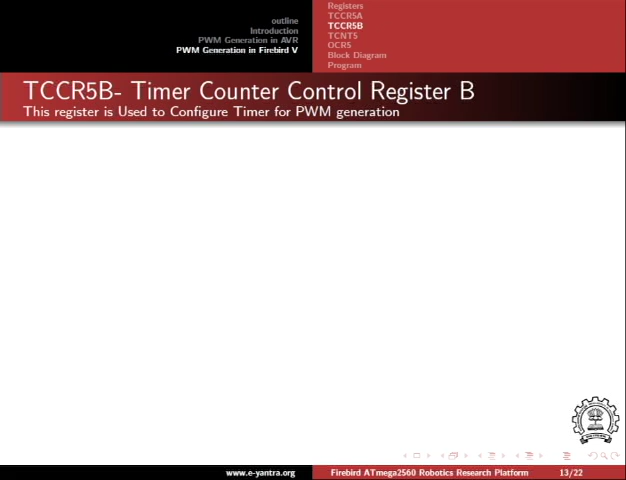 outline
Introduction
PWM Generation in AVR
PWM Generation in Firebird V
Registers
TCCR5A
TCCR5B
TCNT5
OCR5
Block Diagram
Program
TCCR5B- Timer Counter Control Register B
This register is Used to Configure Timer for PWM generation
www.e-yantra.org
Firebird ATmega2560 Robotics Research Platform
13/22